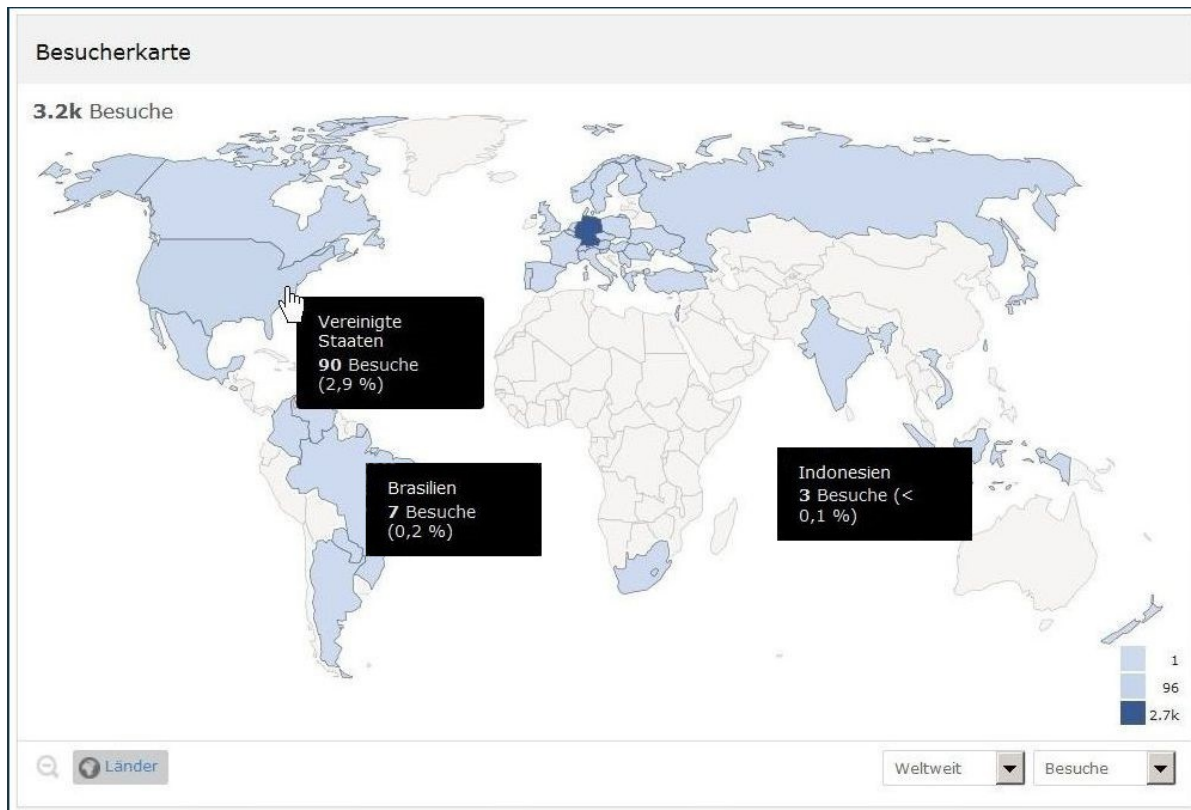 Besucherkarte
3.2k Besuche
Vereinigte
Staaten
90 Besuche
(2,9 %)
Brasilien
7 Besuche
(0,2 %)
Indonesien
3 Besuche (<
0,1 %)
1
96
2.7k
Länder
Weltweit
Besuche